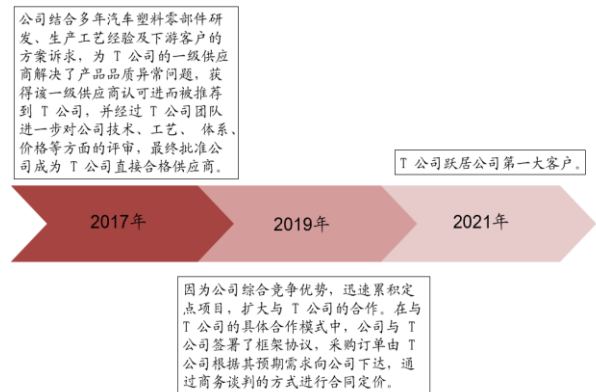 公司结合多年汽车塑料零部件研
发、生产工艺经验及下游客户的
方案诉求，为 T 公司的一级供应
商解决了产品品质异常问题，获
得该一级供应商认可进而被推荐
到 T 公司，并经过 T 公司团队
进一步对公司技术、工艺、 体系、
价格等方面的评审，最终批准公
司成为 T 公司直接合格供应商。
T 公司跃居公司第一大客户。
2017年
2019年
2021年
因为公司综合竞争优势，迅速累积定
点项目，扩大与 T 公司的合作。在与
T 公司的具体合作模式中，公司与 T
公司签署了框架协议，采购订单由 T
公司根据其预期需求向公司下达，通
过商务谈判的方式进行合同定价。